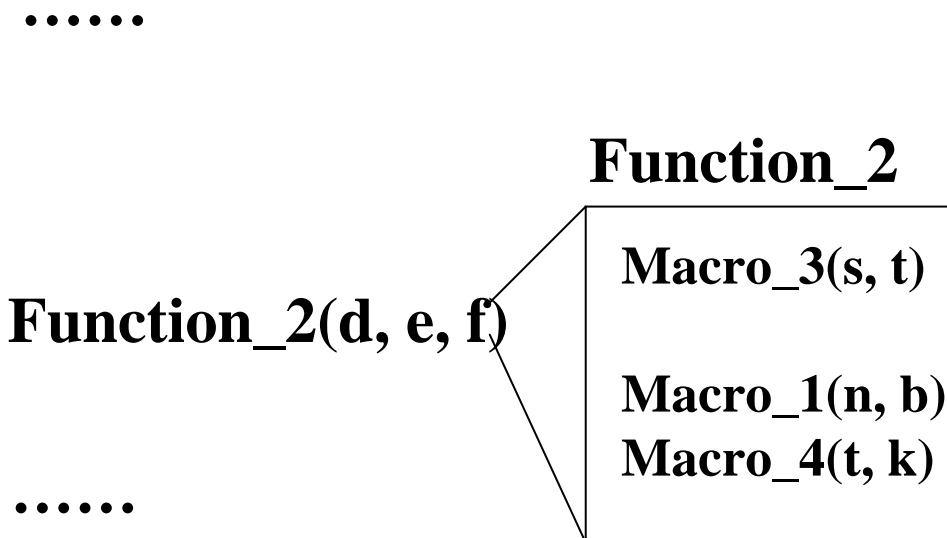 ......
Function_2
Macro_3(s, t)
Function_2(d, e, f)
Macro_1(n, b)
Macro_4(t, k)
......